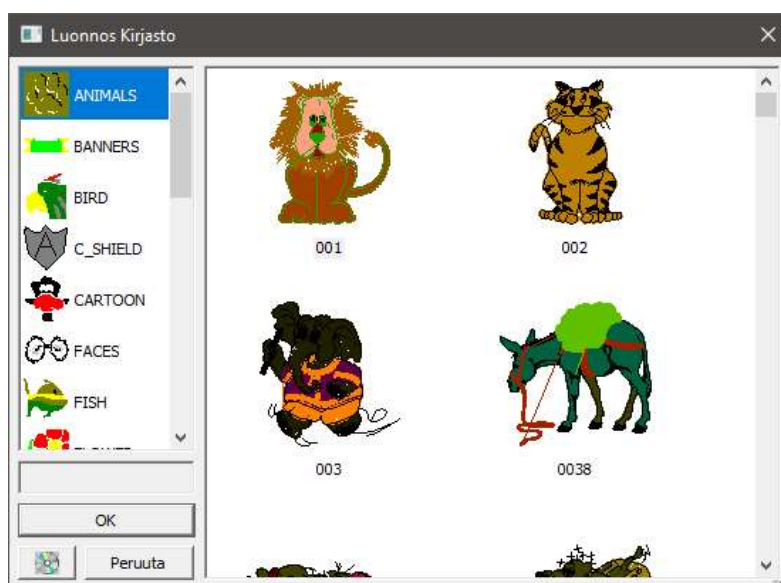 Luonnos Kirjasto
ANIMALS
BANNERS
BIRD
A
C_SHIELD
CARTOON
FACES
FISH
001
002
003
0038
OK
Peruuta